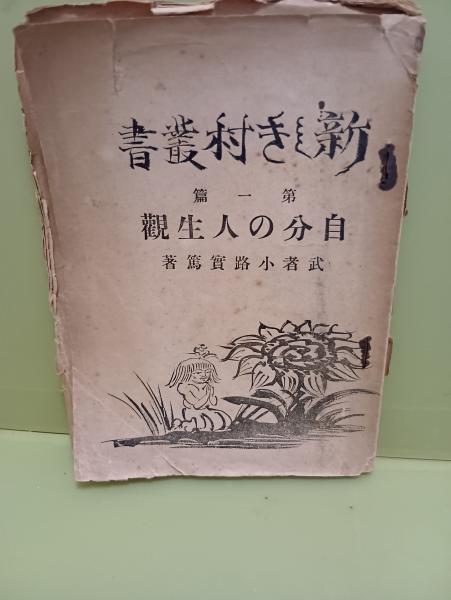 新しき村叢書
第一篇
自分の人生觀
武者小路實篤著